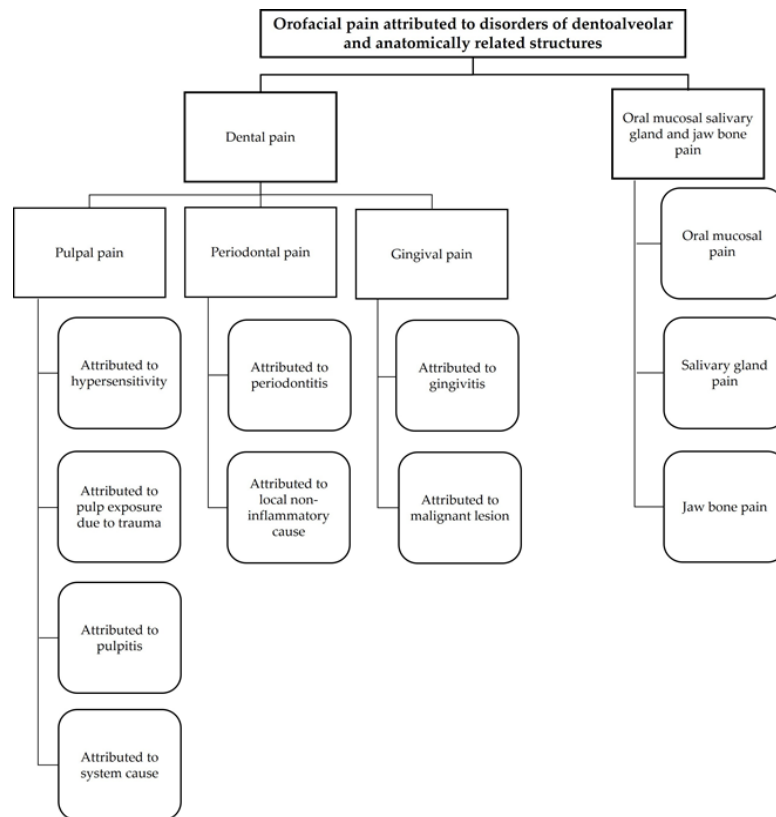 Orofacial pain attributed to disorders of dentoalveolar
and anatomically related structures
Dental pain
Oral mucosal salivary
gland and jaw bone
pain
Pulpal pain
Periodontal pain
Gingival pain
Oral mucosal
pain
Attributed to
hypersensitivity
Attributed to
periodontitis
Attributed to
gingivitis
Salivary gland
pain
Attributed to
pulp exposure
due to trauma
Attributed to
local non-
inflammatory
cause
Attributed to
malignant lesion
Jaw bone pain
Attributed to
pulpitis
Attributed to
system cause